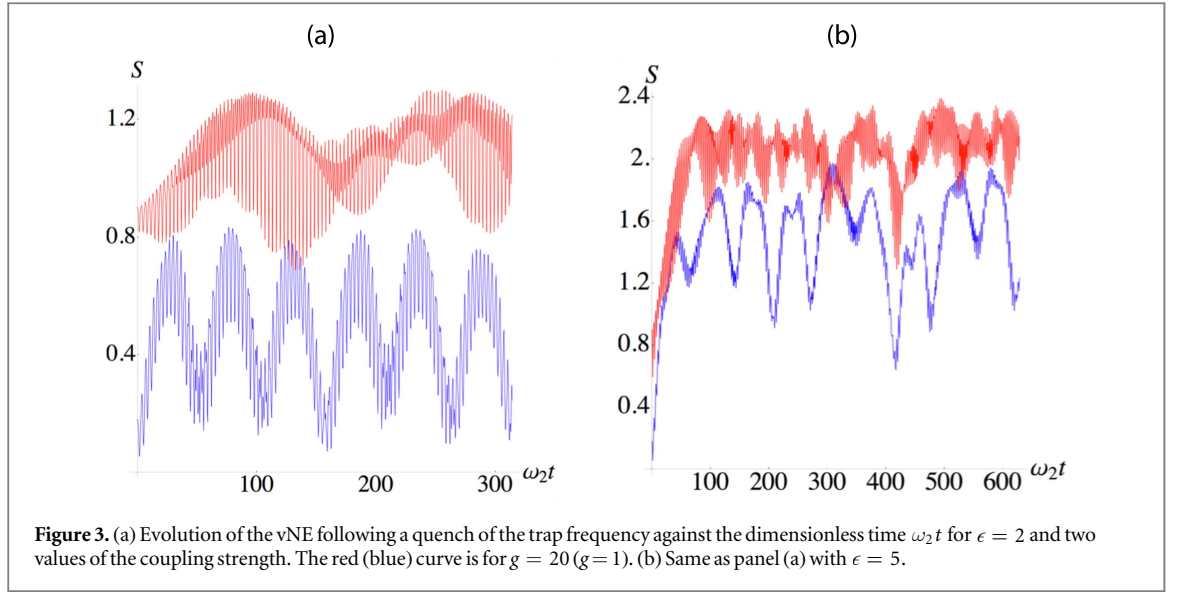 (a)
(b)
S
1.2
0.8
0.4
100
200
300
ω₂t
S
2.4
2.
1.6
1.2
0.8
0.4
100
200
300
400
500
600
ω₂t
Figure 3. (a) Evolution of the vNE following a quench of the trap frequency against the dimensionless time ω₂t for ϵ = 2 and two
values of the coupling strength. The red (blue) curve is for g = 20 (g = 1). (b) Same as panel (a) with ϵ = 5.